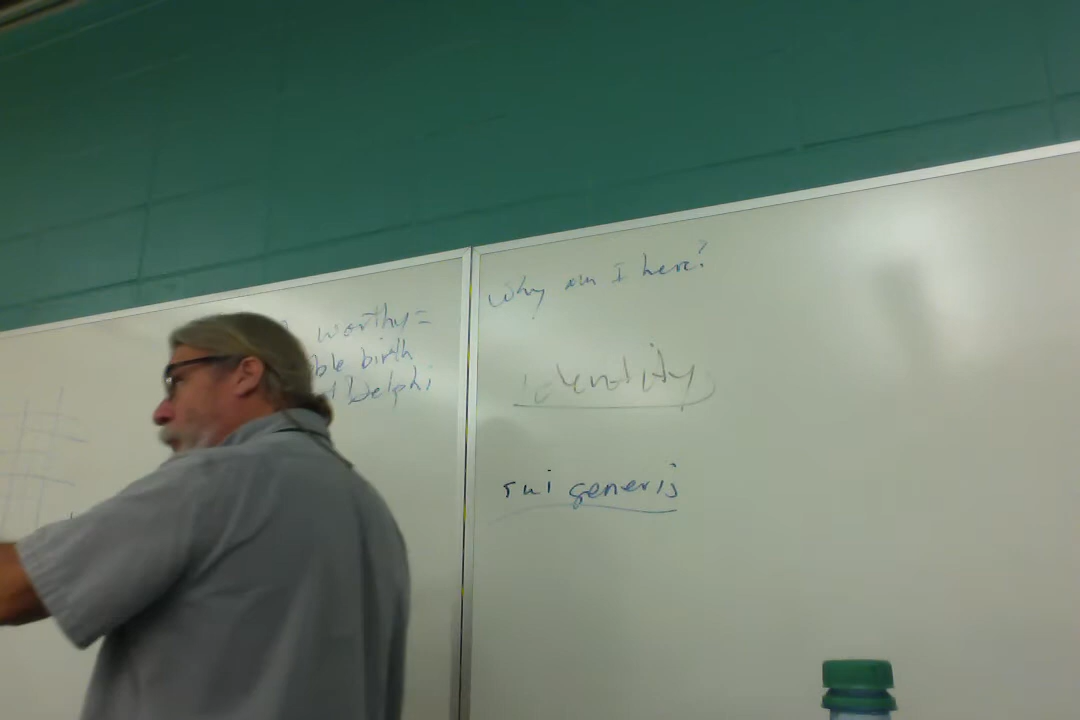 worthy =
ble birth
Delphi
Why am I here?
identity
sui generis